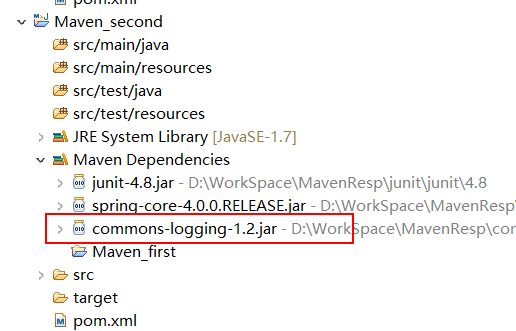 pom.xml
Maven_second
src/main/java
src/main/resources
src/test/java
src/test/resources
JRE System Library [JavaSE-1.7]
Maven Dependencies
junit-4.8.jar - D:\WorkSpace\MavenResp\junit\junit\4.8
spring-core-4.0.0.RELEASE.jar - D:\WorkSpace\MavenResp\
commons-logging-1.2.jar - D:\WorkSpace\MavenResp\com
Maven_first
src
target
pom.xml